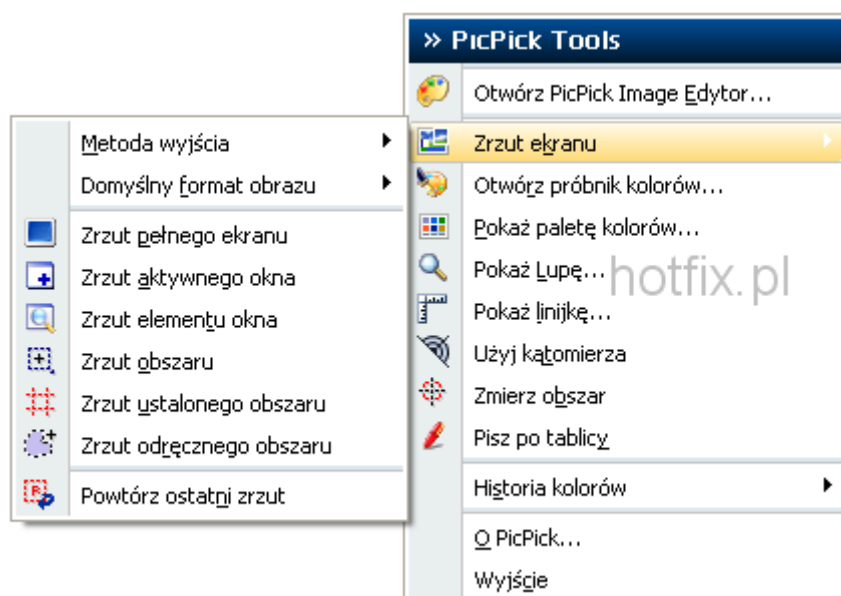 » PicPick Tools
Otwórz PicPick Image Edytor...
Zrzut ekranu
Otwórz próbnik kolorów...
Pokaż paletę kolorów...
Pokaż Lupę...
Pokaż linijkę...
Użyj kątomierza
Zmierz obszar
Pisz po tablicy
Historia kolorów
O PicPick...
Wyjście
Metoda wyjścia
Domyślny format obrazu
Zrzut pełnego ekranu
Zrzut aktywnego okna
Zrzut elementu okna
Zrzut obszaru
Zrzut ustalonego obszaru
Zrzut odręcznego obszaru
Powtórz ostatni zrzut
hotfix.pl